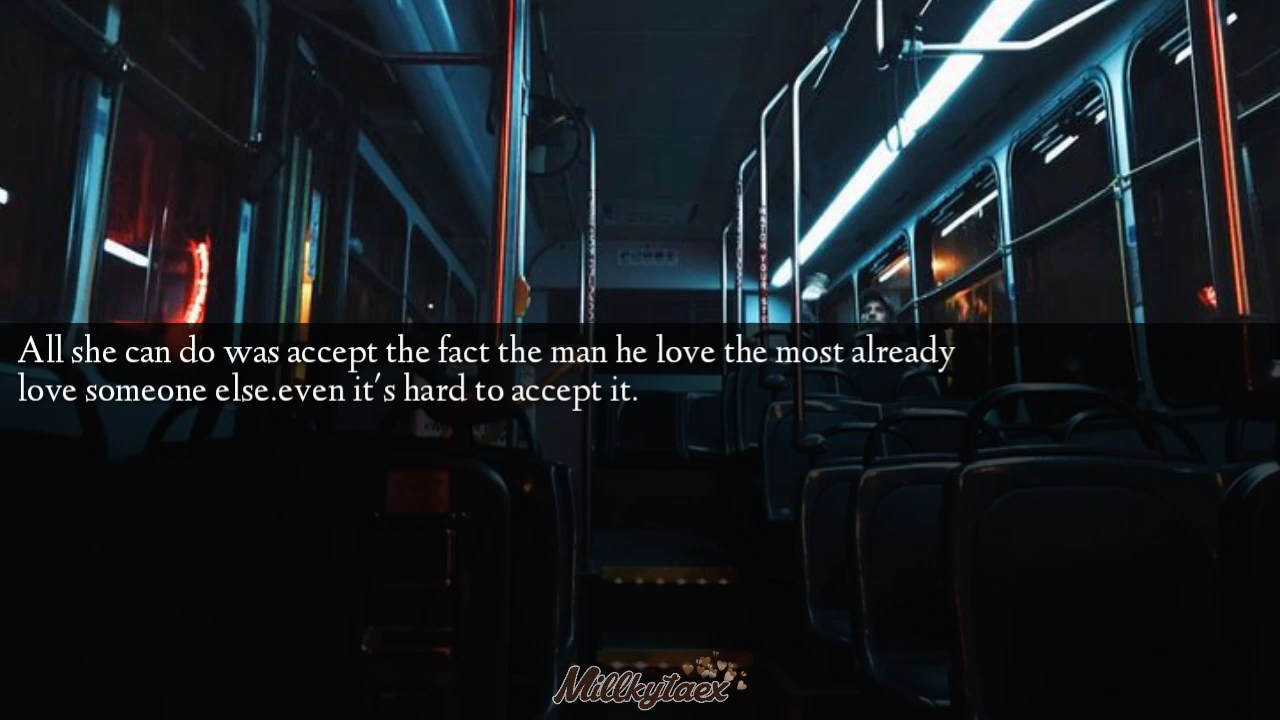 All she can do was accept the fact the man he love the most already
love someone else.even it's hard to accept it.
Millkytaex